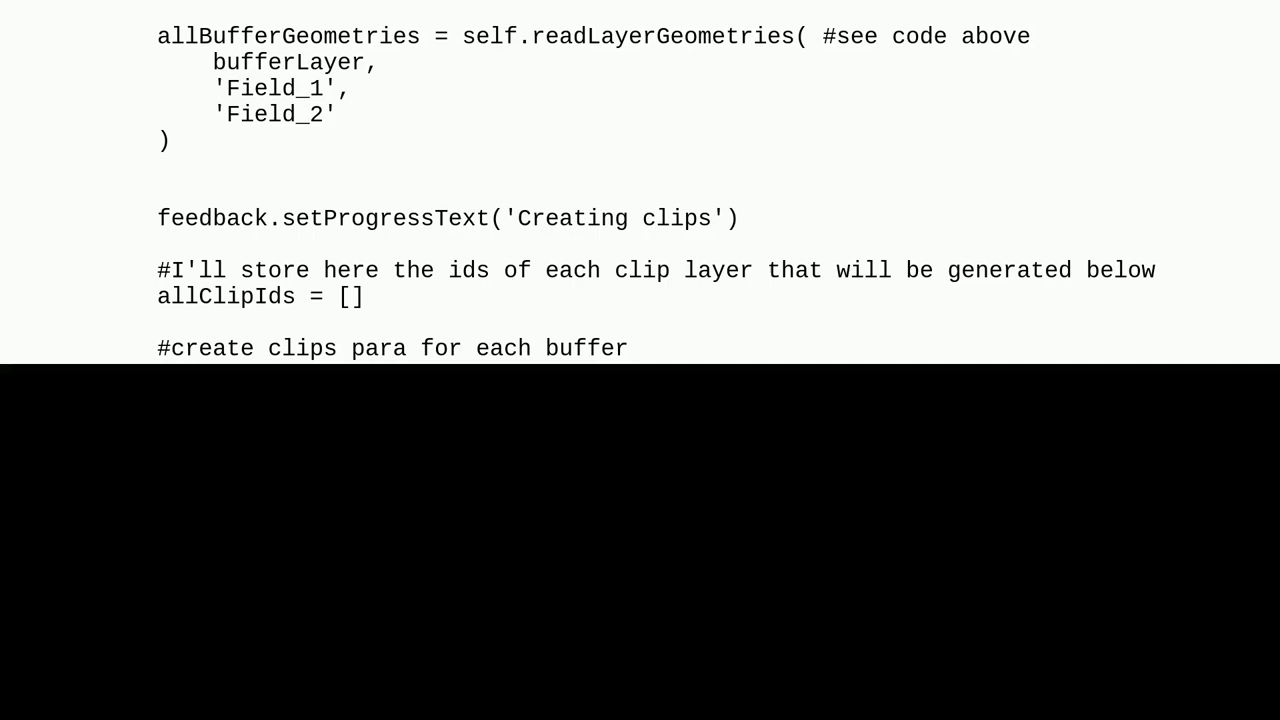 allBufferGeometries = self.readLayerGeometries( #see code above
    bufferLayer,
    'Field_1',
    'Field_2'
)
feedback.setProgressText('Creating clips')
#I'll store here the ids of each clip layer that will be generated below
allClipIds = []
#create clips para for each buffer